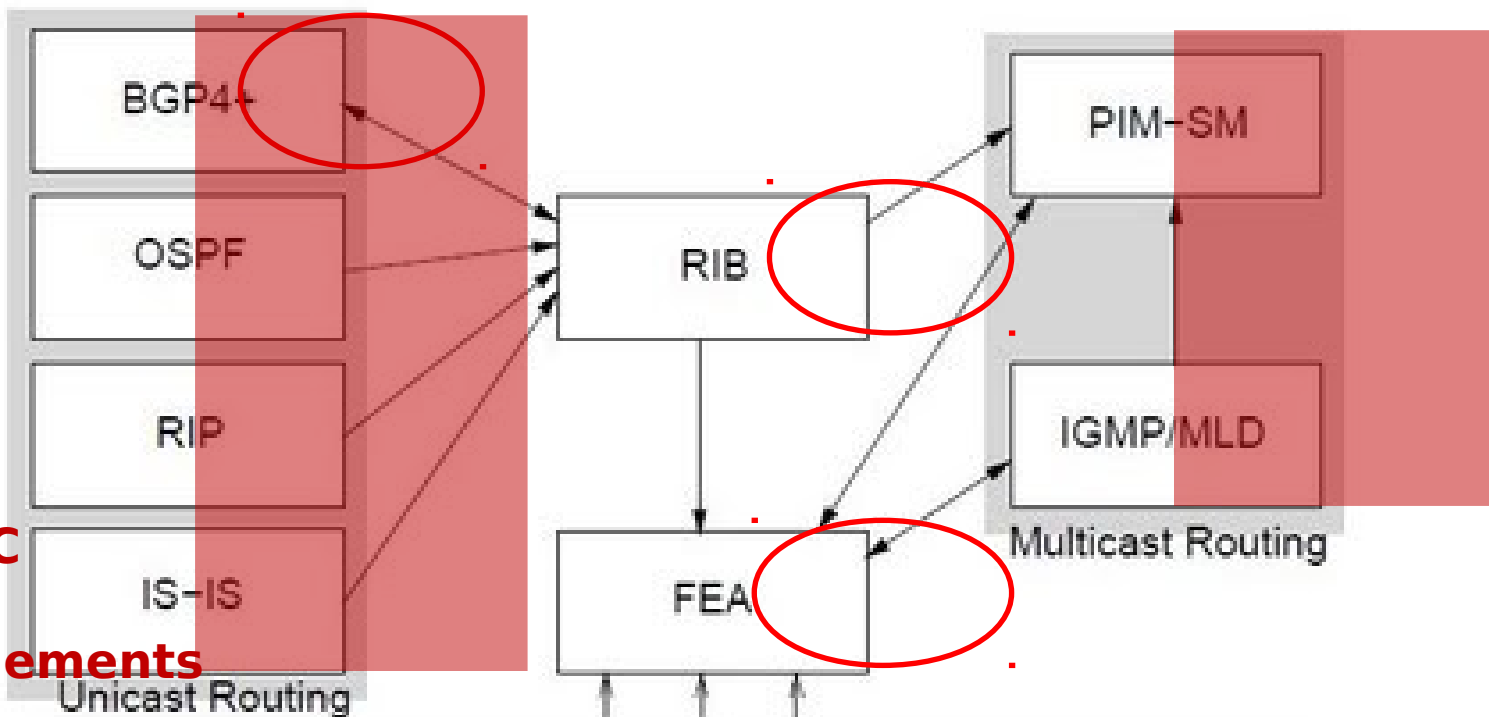 BGP4+
OSPF
RIP
IS-IS
Unicast Routing
RIB
FEA
PIM-SM
IGMP/MLD
Multicast Routing
C
ements